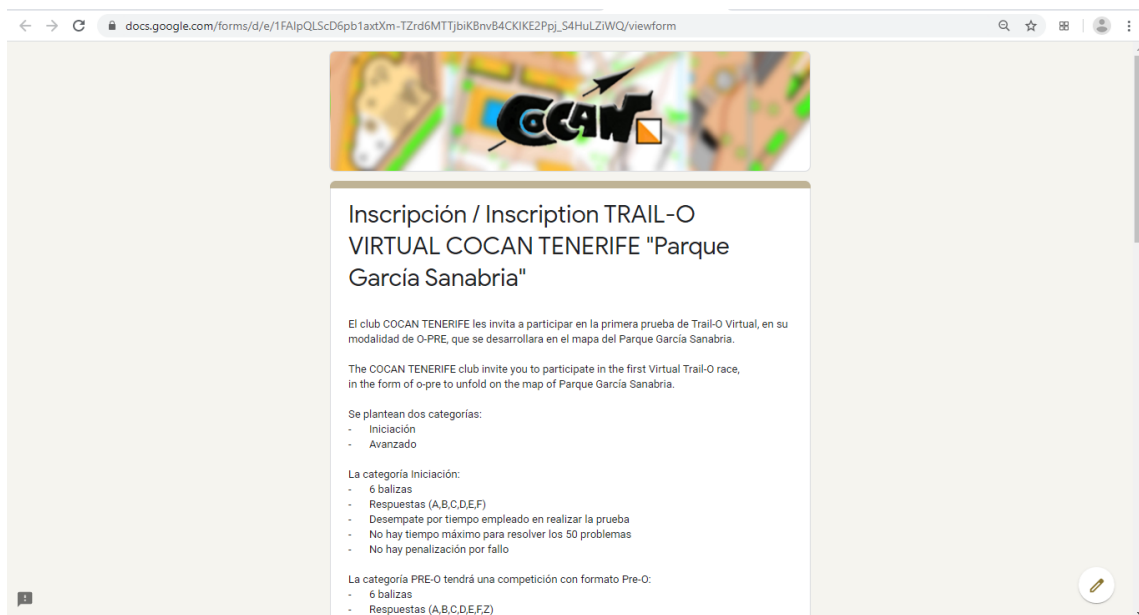 docs.google.com/forms/d/e/1FAIpQLScD6pb1axtXm-TZrd6MTTjbiKBnvB4CKIKE2Ppj_S4HuLZiWQ/viewform
COCAN
Inscripción / Inscription TRAIL-O
VIRTUAL COCAN TENERIFE "Parque
García Sanabria"
El club COCAN TENERIFE les invita a participar en la primera prueba de Trail-O Virtual, en su
modalidad de O-PRE, que se desarrollara en el mapa del Parque García Sanabria.
The COCAN TENERIFE club invite you to participate in the first Virtual Trail-O race,
in the form of o-pre to unfold on the map of Parque García Sanabria.
Se plantean dos categorías:
- Iniciación
- Avanzado
La categoría Iniciación:
- 6 balizas
- Respuestas (A,B,C,D,E,F)
- Desempate por tiempo empleado en realizar la prueba
- No hay tiempo máximo para resolver los 50 problemas
- No hay penalización por fallo
La categoría PRE-O tendrá una competición con formato Pre-O:
- 6 balizas
- Respuestas (A,B,C,D,E,F,Z)